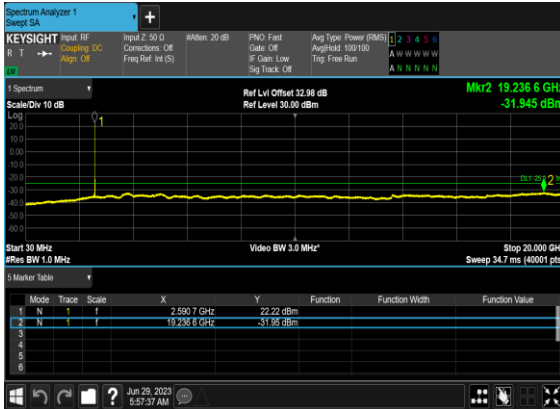 Spectrum Analyzer 1
Swept SA
+
KEYSIGHT
R T
LW
Input: RF
Coupling: DC
Align: Off
Input Z: 50 Ω
Corrections: Off
Freq Ref: Int (S)
#Atten: 20 dB
PNO: Fast
Gate: Off
IF Gain: Low
Sig Track: Off
Avg Type: Power (RMS)
Avg|Hold: 100/100
Trig: Free Run
1 2 3 4 5 6
A W W W W W
A N N N N N
1 Spectrum
Scale/Div 10 dB
Ref Lvl Offset 32.98 dB
Ref Level 30.00 dBm
Mkr2 19.236 6 GHz
-31.945 dBm
Log
20.0
10.0
0.00
-10.0
-20.0
-30.0
-40.0
-50.0
-60.0
1
2
Start 30 MHz
#Res BW 1.0 MHz
Video BW 3.0 MHz*
Stop 20.000 GHz
Sweep 34.7 ms (40001 pts)
5 Marker Table
Mode Trace Scale X Y Function Function Width Function Value
1 N 1 f 2.590 7 GHz 22.22 dBm
2 N 1 f 19.236 6 GHz -31.95 dBm
3
4
5
6
?
Jun 29, 2023
5:57:37 AM